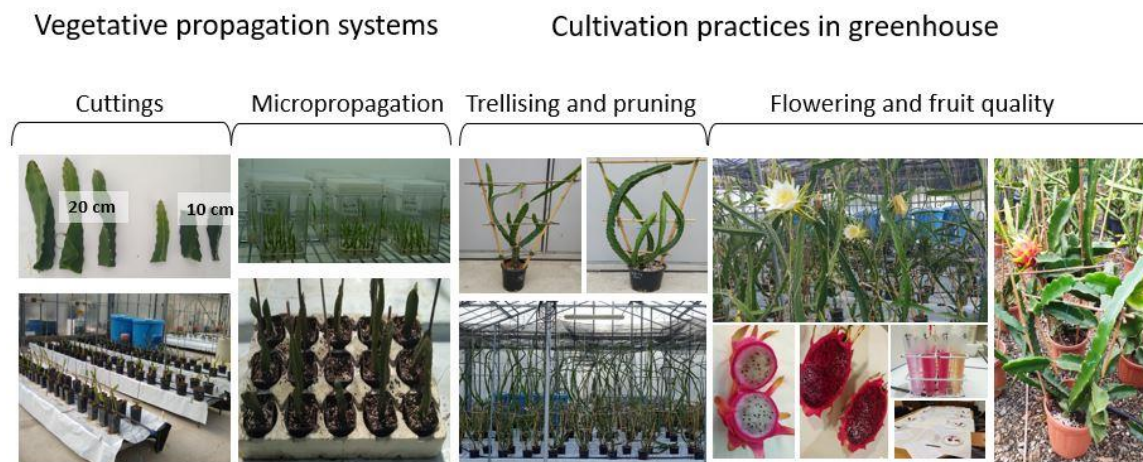 Vegetative propagation systems
Cultivation practices in greenhouse
Cuttings
Micropropagation
Trellising and pruning
Flowering and fruit quality
20 cm
10 cm